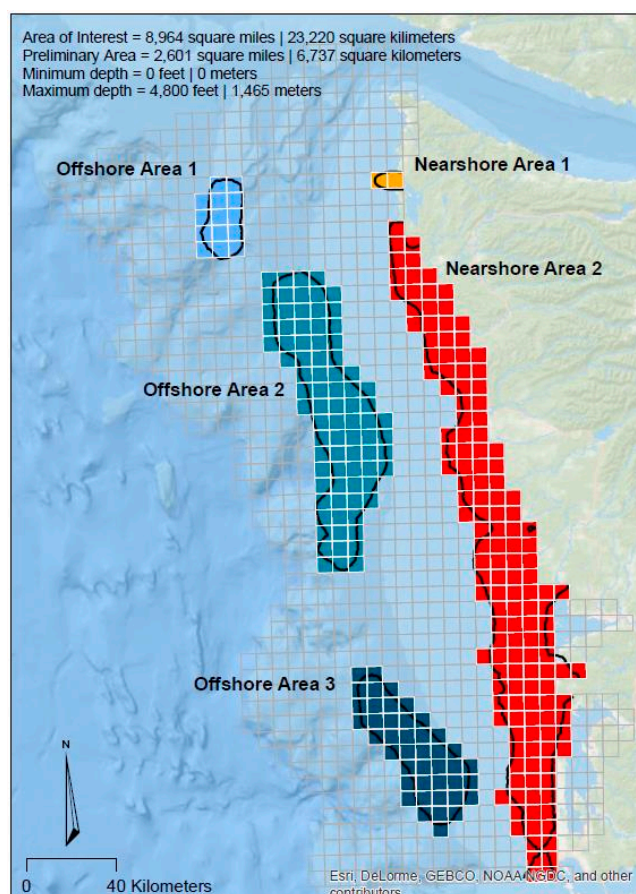 Area of Interest = 8,964 square miles | 23,220 square kilimeters
Preliminary Area = 2,601 square miles | 6,737 square kilometers
Minimum depth = 0 feet | 0 meters
Maximum depth = 4,800 feet | 1,465 meters
Offshore Area 1
Nearshore Area 1
Nearshore Area 2
Offshore Area 2
Offshore Area 3
N
0 40 Kilometers
Esri, DeLorme, GEBCO, NOAA NGDC, and other
contributors